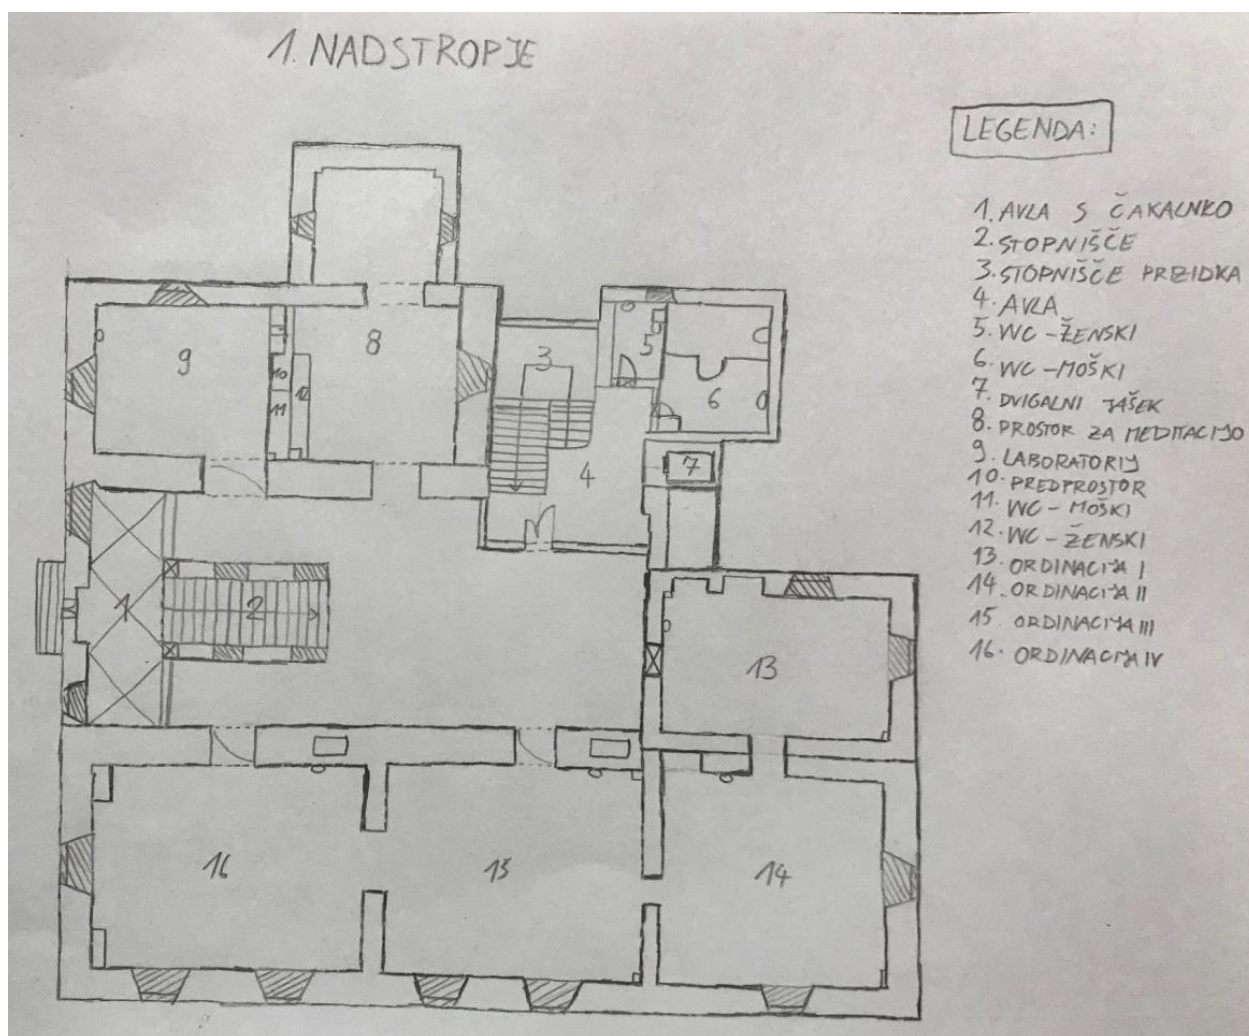 1. NADSTROPJE
LEGENDA:
1. AVLA S ČAKALNKO
2. STOPNIŠČE
3. STOPNIŠČE PREZIDKA
4. AVLA
5. WC-ŽENSKI
6. WC-MOŠKI
7. DVIGALNI JAŠEK
8. PROSTOR ZA MEDITACIJO
9. LABORATORIJ
10. PREDPROSTOR
11. WC-MOŠKI
12. WC-ŽENSKI
13. ORDINACIJA I
14. ORDINACIJA II
15. ORDINACIJA III
16. ORDINACIJA IV
9
8
10
12
11
3
5
6
4
7
1
2
13
16
15
14